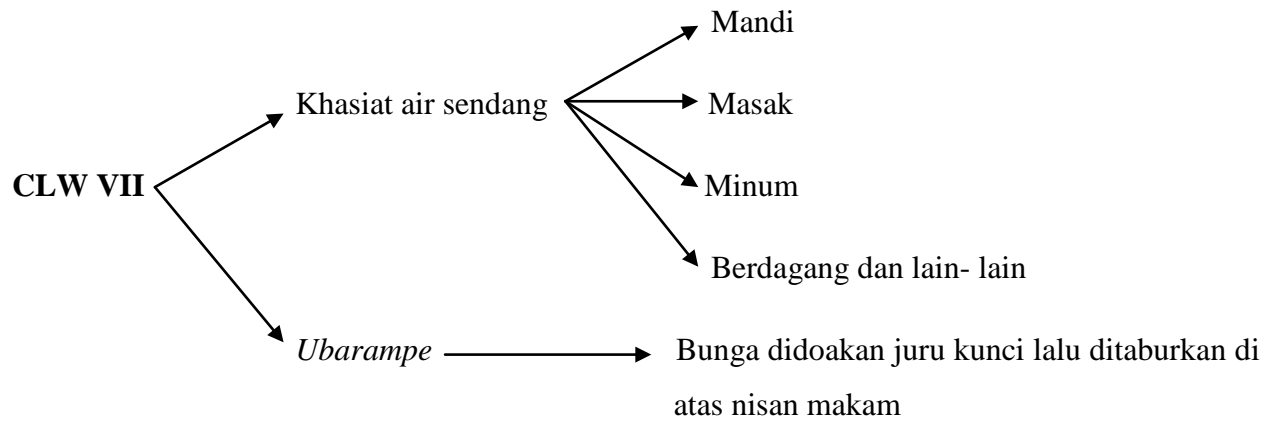 Mandi
Khasiat air sendang
Masak
CLW VII
Minum
Berdagang dan lain- lain
Ubarampe
Bunga didoakan juru kunci lalu ditaburkan di
atas nisan makam